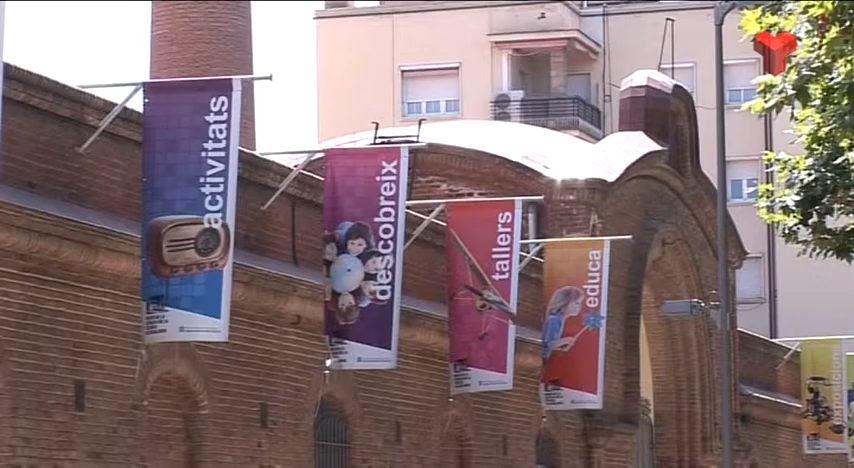 activitats
descobreix
tallers
educa
exposicions